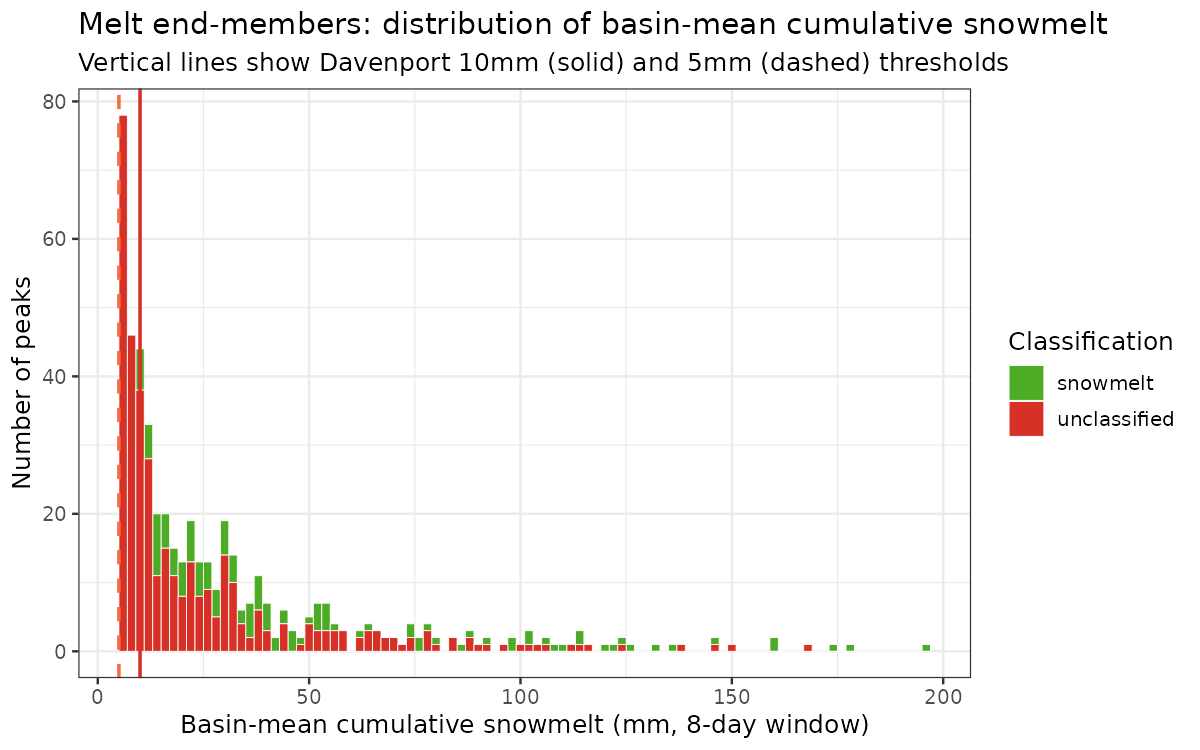 Melt end-members: distribution of basin-mean cumulative snowmelt
Vertical lines show Davenport 10mm (solid) and 5mm (dashed) thresholds
80
60
40
20
0
Number of peaks
0 50 100 150 200
Basin-mean cumulative snowmelt (mm, 8-day window)
Classification
snowmelt
unclassified